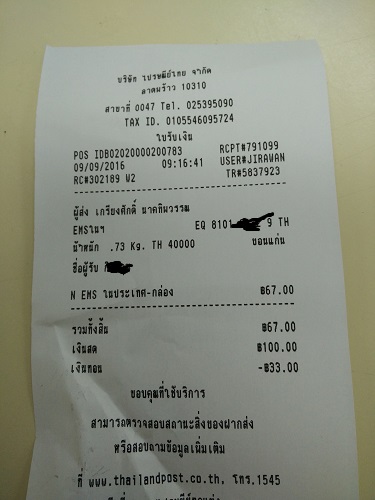 บริษัท ไปรษณีย์ไทย จำกัด
ลาดพร้าว 10310
สาขาที่ 0047 Tel. 025395090
TAX ID. 0105546095724
ใบรับเงิน
POS IDB02020000200783 RCPT#791099
09/09/2016 09:16:41 USER#JIRAWAN
RC#302189 W2 TR#5837923
ผู้ส่ง เกรียงศักดิ์ นาคทินวรรณ
EMSในฯ EQ 8101 9 TH
น้ำหนัก .73 Kg. TH 40000 ขอนแก่น
ชื่อผู้รับ
N EMS ในประเทศ-กล่อง ฿67.00
รวมทั้งสิ้น ฿67.00
เงินสด ฿100.00
เงินทอน -฿33.00
ขอบคุณที่ใช้บริการ
สามารถตรวจสอบสถานะสิ่งของฝากส่ง
หรือสอบถามข้อมูลเพิ่มเติม
ที่ www.thailandpost.co.th, โทร.1545